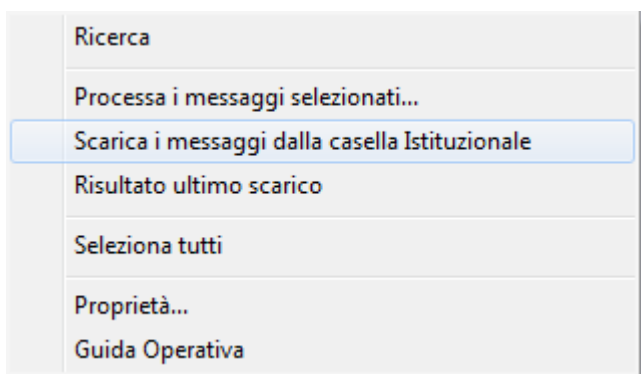 Ricerca
Processa i messaggi selezionati...
Scarica i messaggi dalla casella Istituzionale
Risultato ultimo scarico
Seleziona tutti
Proprietà...
Guida Operativa